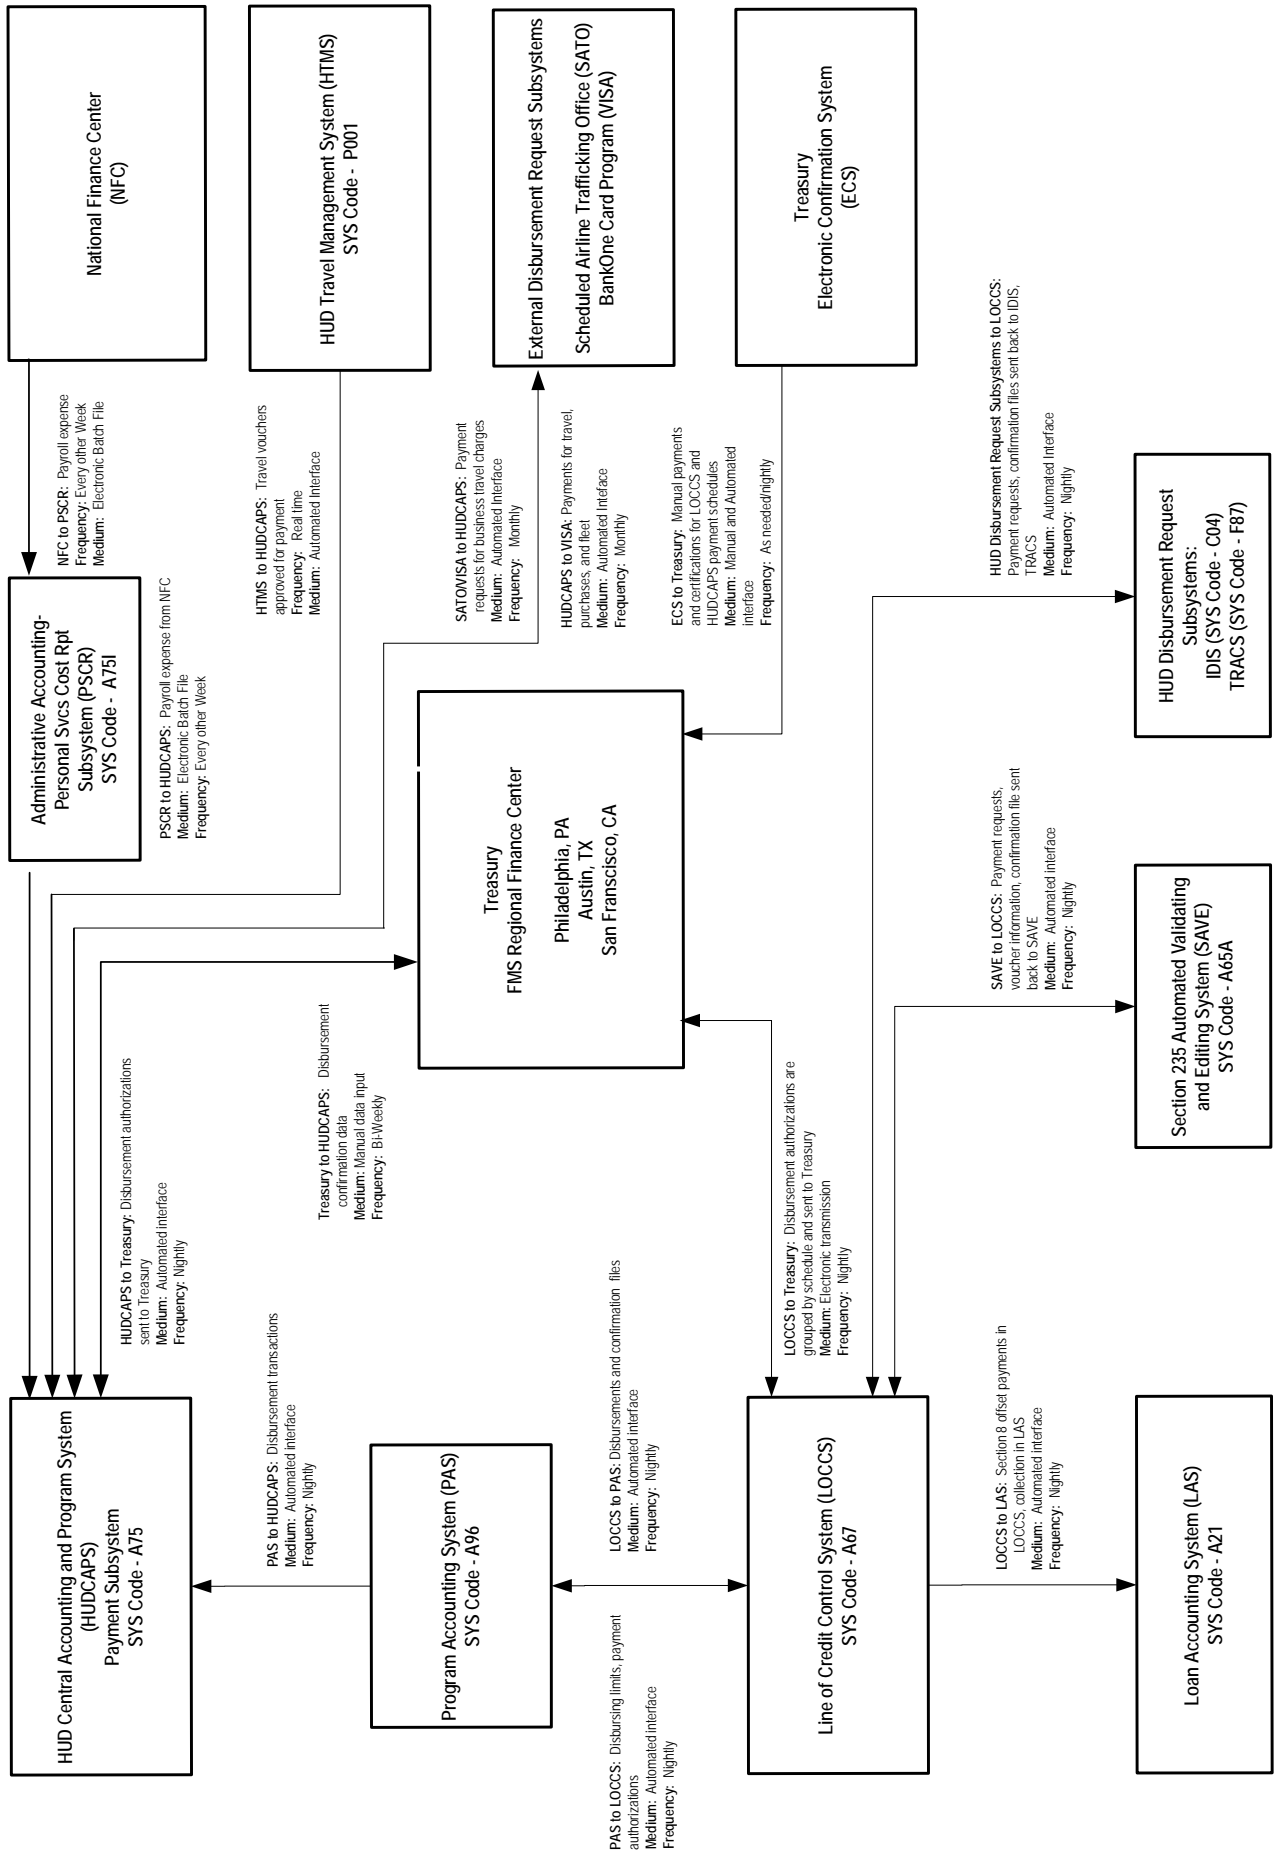 HUD Central Accounting and Program System
(HUDCAPS)
Payment Subsystem
SYS Code - A75
HUDCAPS to Treasury: Disbursement authorizations
sent to Treasury
Medium: Automated interface
Frequency: Nightly
PSCR to HUDCAPS: Payroll expense from NFC
Medium: Electronic Batch File
Frequency: Every other Week
Administrative Accounting-
Personal Svcs Cost Rpt
Subsystem (PSCR)
SYS Code - A75I
NFC to PSCR: Payroll expense
Frequency: Every other Week
Medium: Electronic Batch File
National Finance Center
(NFC)
PAS to HUDCAPS: Disbursement transactions
Medium: Automated interface
Frequency: Nightly
Treasury to HUDCAPS: Disbursement
confirmation data
Medium: Manual data input
Frequency: Bi-Weekly
HTMS to HUDCAPS: Travel vouchers
approved for payment
Frequency: Real time
Medium: Automated Interface
HUD Travel Management System (HTMS)
SYS Code - P001
Program Accounting System (PAS)
SYS Code - A96
Treasury
FMS Regional Finance Center
Philadelphia, PA
Austin, TX
San Franscisco, CA
SATO/VISA to HUDCAPS: Payment
requests for business travel charges
Medium: Automated Interface
Frequency: Monthly
HUDCAPS to VISA: Payments for travel,
purchases, and fleet
Medium: Automated Inteface
Frequency: Monthly
External Disbursement Request Subsystems
Scheduled Airline Trafficking Office (SATO)
BankOne Card Program (VISA)
PAS to LOCCS: Disbursing limits, payment
authorizations
Medium: Automated interface
Frequency: Nightly
LOCCS to PAS: Disbursements and confirmation files
Medium: Automated interface
Frequency: Nightly
ECS to Treasury: Manual payments
and certifications for LOCCS and
HUDCAPS payment schedules
Medium: Manual and Automated
interface
Frequency: As needed/nightly
Treasury
Electronic Confirmation System
(ECS)
Line of Credit Control System (LOCCS)
SYS Code - A67
LOCCS to Treasury: Disbursement authorizations are
grouped by schedule and sent to Treasury
Medium: Electronic transmission
Frequency: Nightly
LOCCS to LAS: Section 8 offset payments in
LOCCS, collection in LAS
Medium: Automated interface
Frequency: Nightly
SAVE to LOCCS: Payment requests,
voucher information, confirmation file sent
back to SAVE
Medium: Automated interface
Frequency: Nightly
HUD Disbursement Request Subsystems to LOCCS:
Payment requests, confirmation files sent back to IDIS,
TRACS
Medium: Automated Interface
Frequency: Nightly
Loan Accounting System (LAS)
SYS Code - A21
Section 235 Automated Validating
and Editing System (SAVE)
SYS Code - A65A
HUD Disbursement Request
Subsystems:
IDIS (SYS Code - C04)
TRACS (SYS Code - F87)